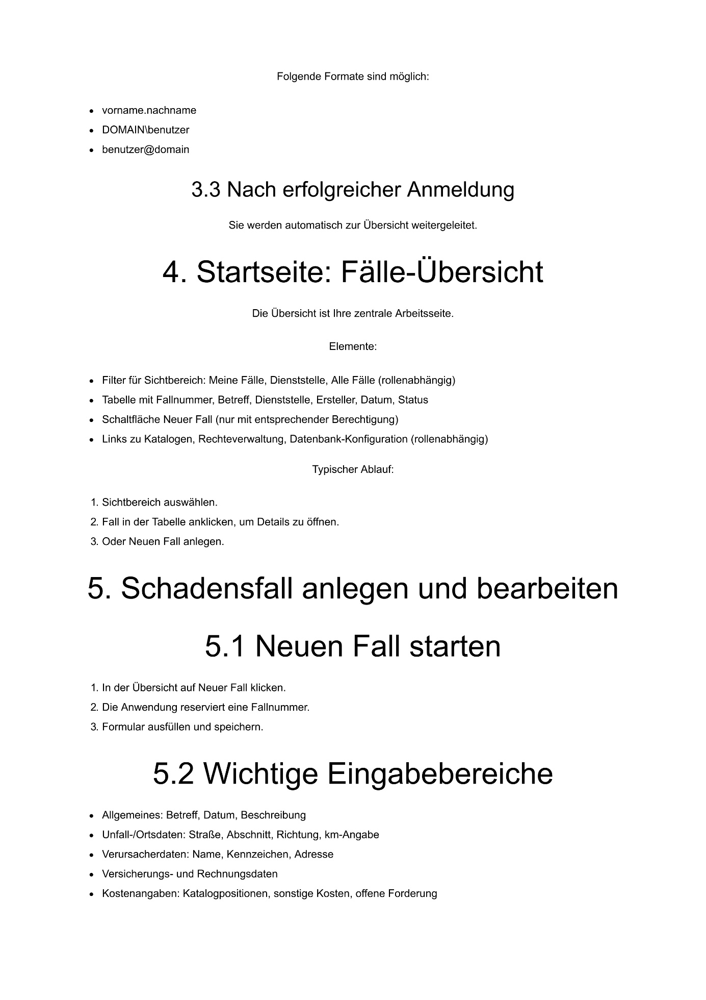 Folgende Formate sind möglich:
• vorname.nachname
• DOMAIN\benutzer
• benutzer@domain
3.3 Nach erfolgreicher Anmeldung
Sie werden automatisch zur Übersicht weitergeleitet.
4. Startseite: Fälle-Übersicht
Die Übersicht ist Ihre zentrale Arbeitsseite.
Elemente:
• Filter für Sichtbereich: Meine Fälle, Dienststelle, Alle Fälle (rollenabhängig)
• Tabelle mit Fallnummer, Betreff, Dienststelle, Ersteller, Datum, Status
• Schaltfläche Neuer Fall (nur mit entsprechender Berechtigung)
• Links zu Katalogen, Rechteverwaltung, Datenbank-Konfiguration (rollenabhängig)
Typischer Ablauf:
1. Sichtbereich auswählen.
2. Fall in der Tabelle anklicken, um Details zu öffnen.
3. Oder Neuen Fall anlegen.
5. Schadensfall anlegen und bearbeiten
5.1 Neuen Fall starten
1. In der Übersicht auf Neuer Fall klicken.
2. Die Anwendung reserviert eine Fallnummer.
3. Formular ausfüllen und speichern.
5.2 Wichtige Eingabebereiche
• Allgemeines: Betreff, Datum, Beschreibung
• Unfall-/Ortsdaten: Straße, Abschnitt, Richtung, km-Angabe
• Verursacherdaten: Name, Kennzeichen, Adresse
• Versicherungs- und Rechnungsdaten
• Kostenangaben: Katalogpositionen, sonstige Kosten, offene Forderung